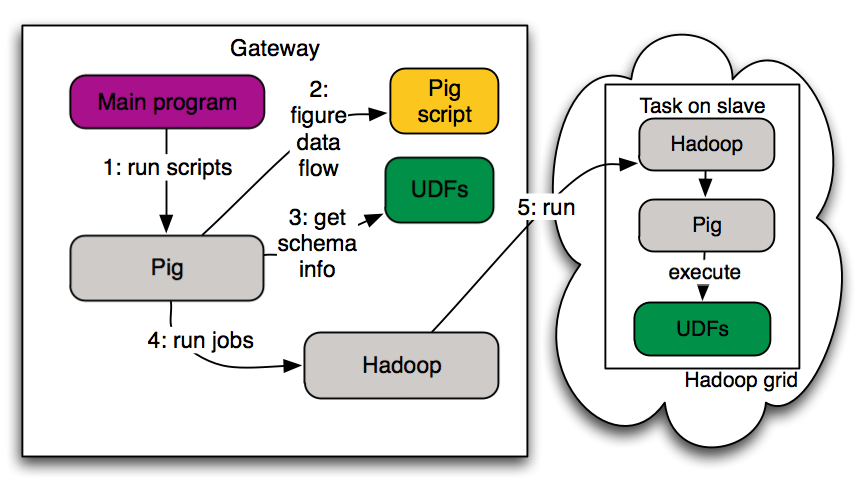 Gateway
Main program
1: run scripts
2:
figure
data
flow
Pig
script
UDFs
3: get
schema
info
Pig
4: run jobs
Hadoop
5: run
Task on slave
Hadoop
Pig
execute
UDFs
Hadoop grid